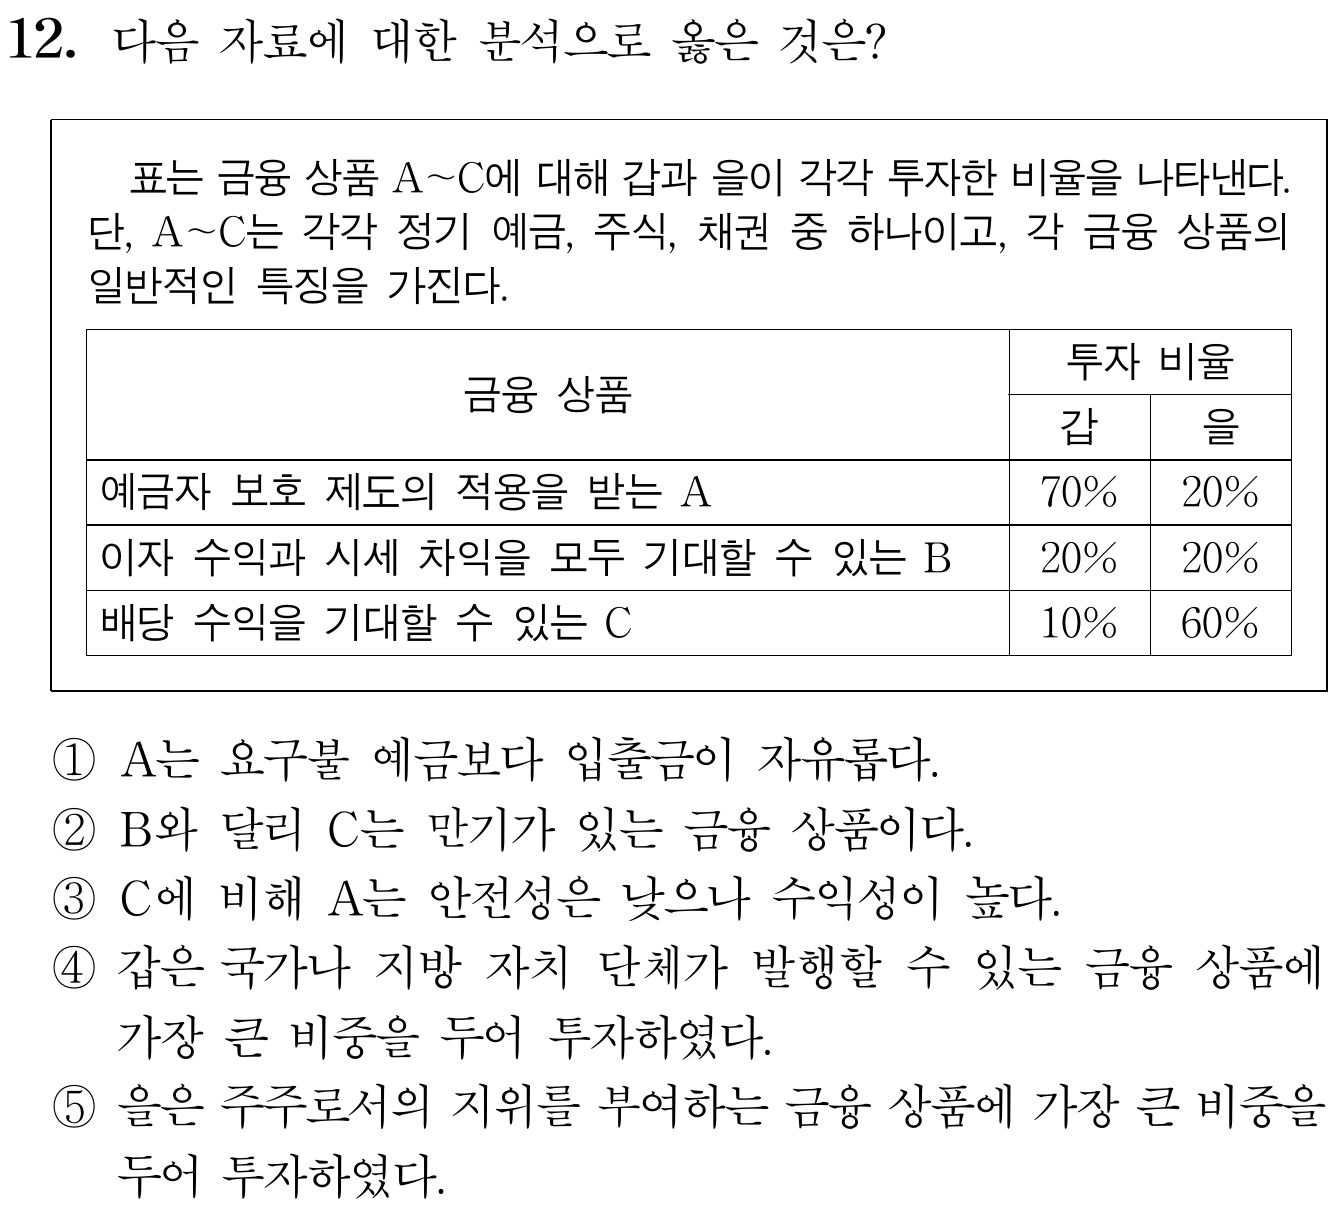 12. 다음 자료에 대한 분석으로 옳은 것은?
표는 금융 상품 A~C에 대해 갑과 을이 각각 투자한 비율을 나타낸다.
단, A~C는 각각 정기 예금, 주식, 채권 중 하나이고, 각 금융 상품의
일반적인 특징을 가진다.
금융 상품 투자 비율
갑 을
예금자 보호 제도의 적용을 받는 A 70% 20%
이자 수익과 시세 차익을 모두 기대할 수 있는 B 20% 20%
배당 수익을 기대할 수 있는 C 10% 60%
① A는 요구불 예금보다 입출금이 자유롭다.
② B와 달리 C는 만기가 있는 금융 상품이다.
③ C에 비해 A는 안전성은 낮으나 수익성이 높다.
④ 갑은 국가나 지방 자치 단체가 발행할 수 있는 금융 상품에
가장 큰 비중을 두어 투자하였다.
⑤ 을은 주주로서의 지위를 부여하는 금융 상품에 가장 큰 비중을
두어 투자하였다.